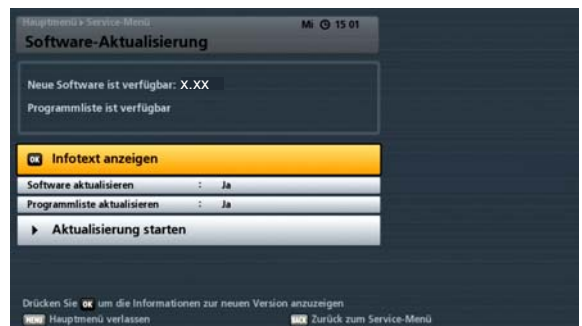 Hauptmenü ▸ Service-Menü
Mi 15 01
Software-Aktualisierung
Neue Software ist verfügbar: X.XX
Programmliste ist verfügbar
OK Infotext anzeigen
Software aktualisieren : Ja
Programmliste aktualisieren : Ja
Aktualisierung starten
Drücken Sie OK um die Informationen zur neuen Version anzuzeigen
MENU Hauptmenü verlassen BACK Zurück zum Service-Menü